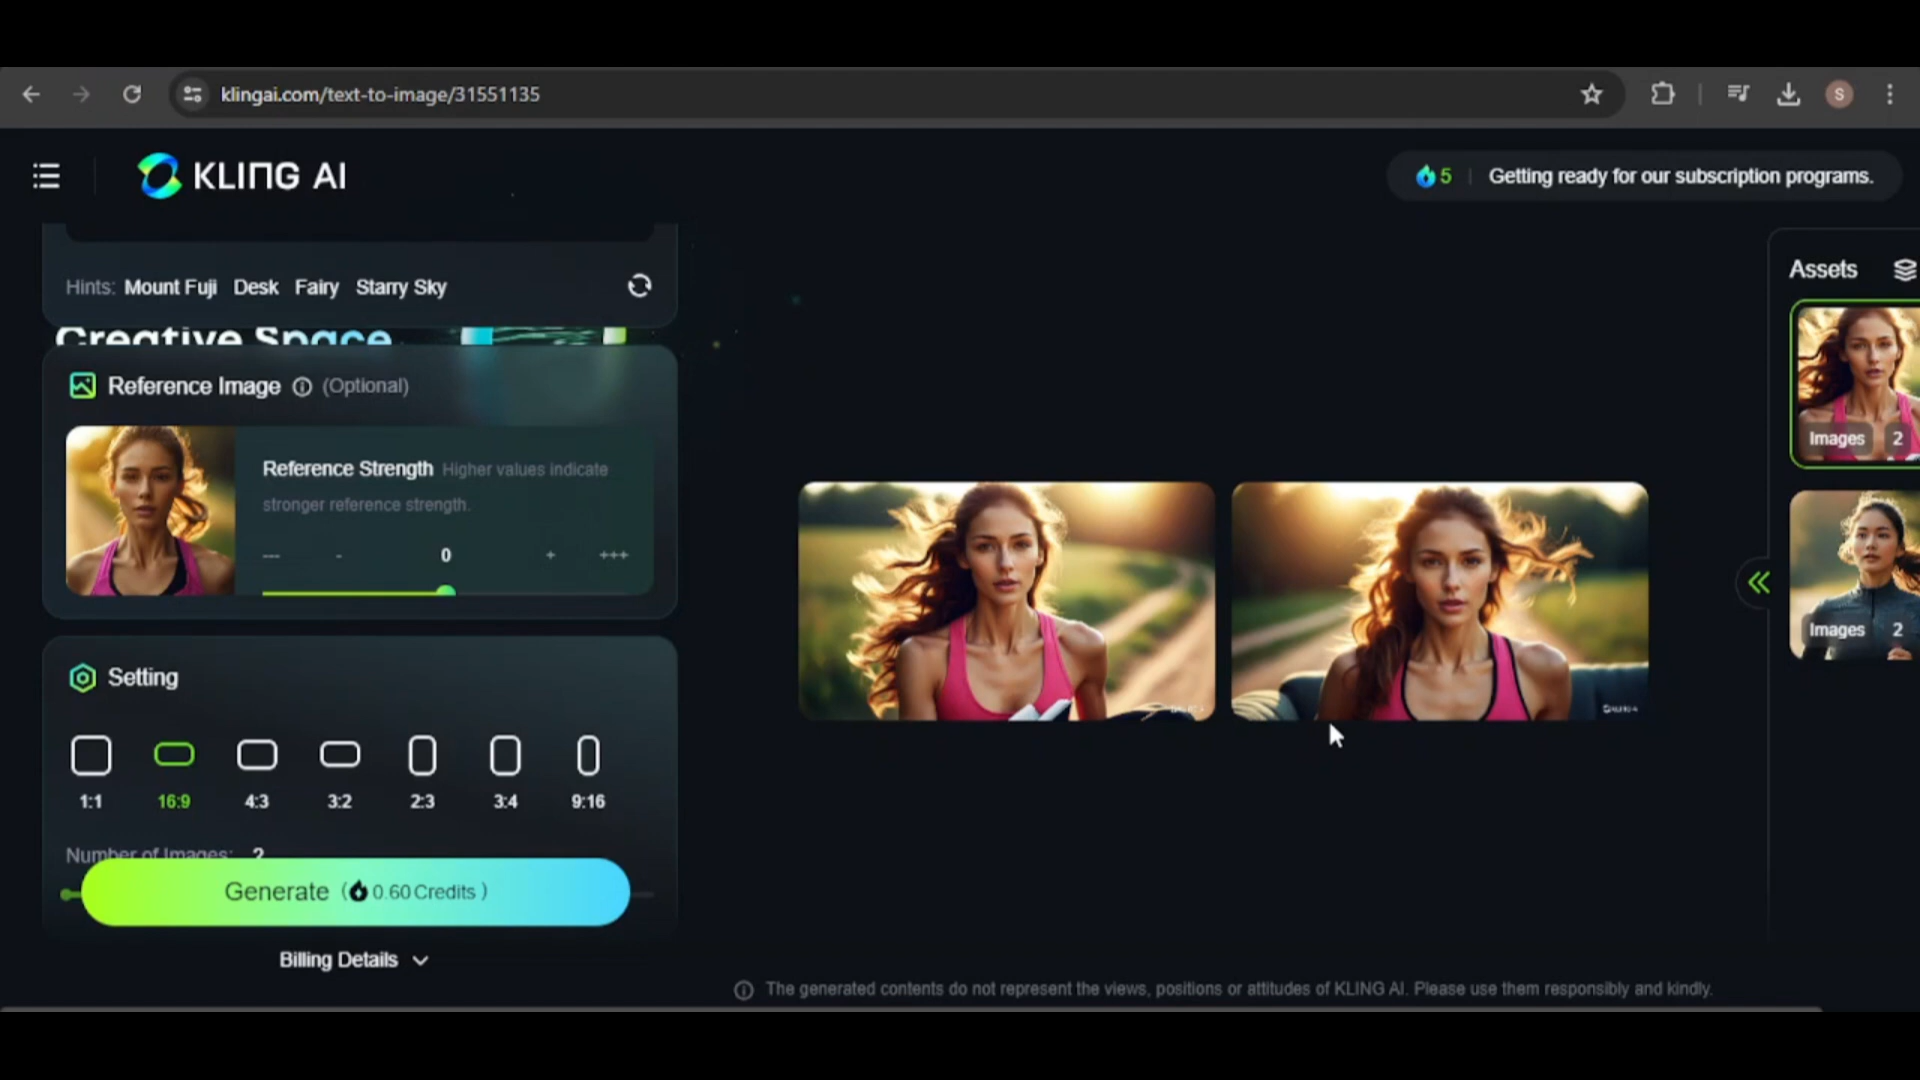 klingai.com/text-to-image/31551135
S
KLING AI
5
Getting ready for our subscription programs.
Hints: Mount Fuji Desk Fairy Starry Sky
Creative Space
Reference Image (Optional)
Reference Strength Higher values indicate
stronger reference strength.
--- - 0 + +++
Setting
1:1 16:9 4:3 3:2 2:3 3:4 9:16
Number of Images: 2
Generate ( 0.60 Credits )
Billing Details
Assets
Images 2
Images 2
The generated contents do not represent the views, positions or attitudes of KLING AI. Please use them responsibly and kindly.